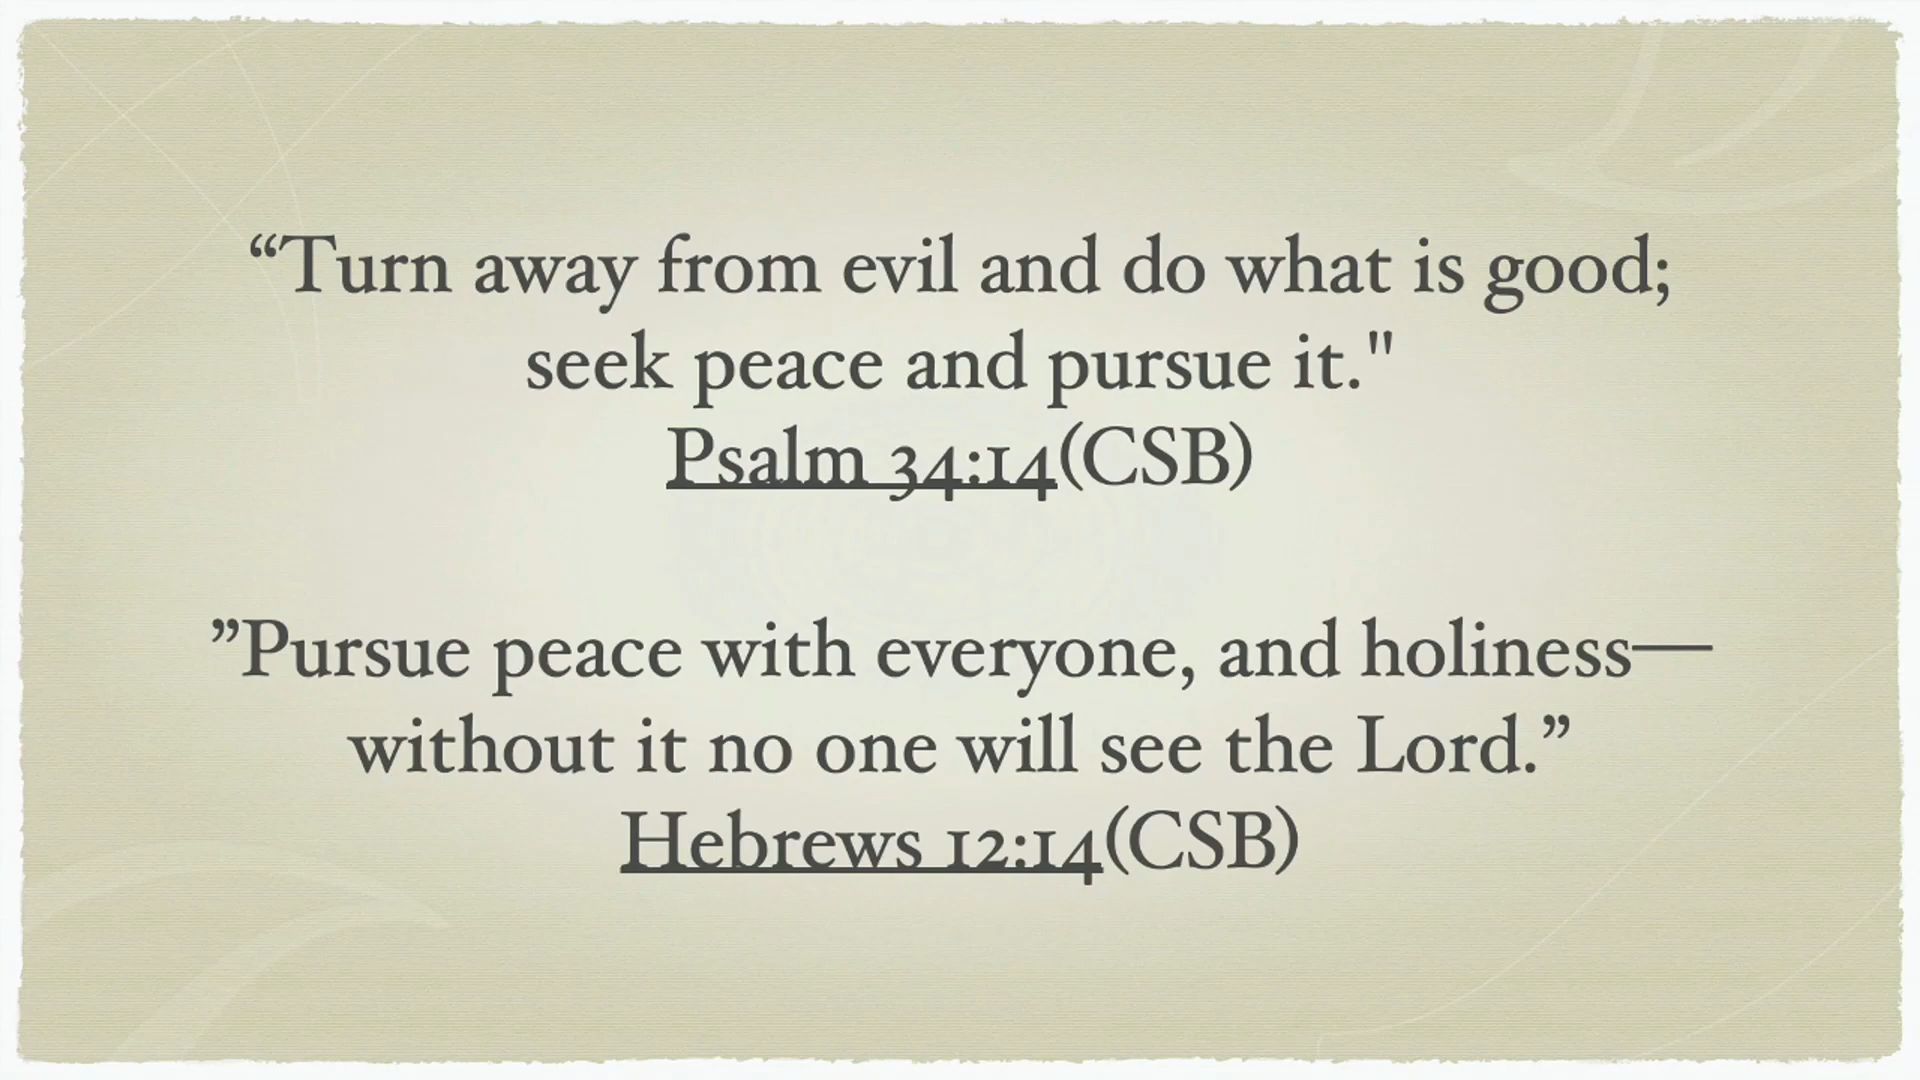 “Turn away from evil and do what is good;
seek peace and pursue it."
Psalm 34:14(CSB)
”Pursue peace with everyone, and holiness—
without it no one will see the Lord.”
Hebrews 12:14(CSB)